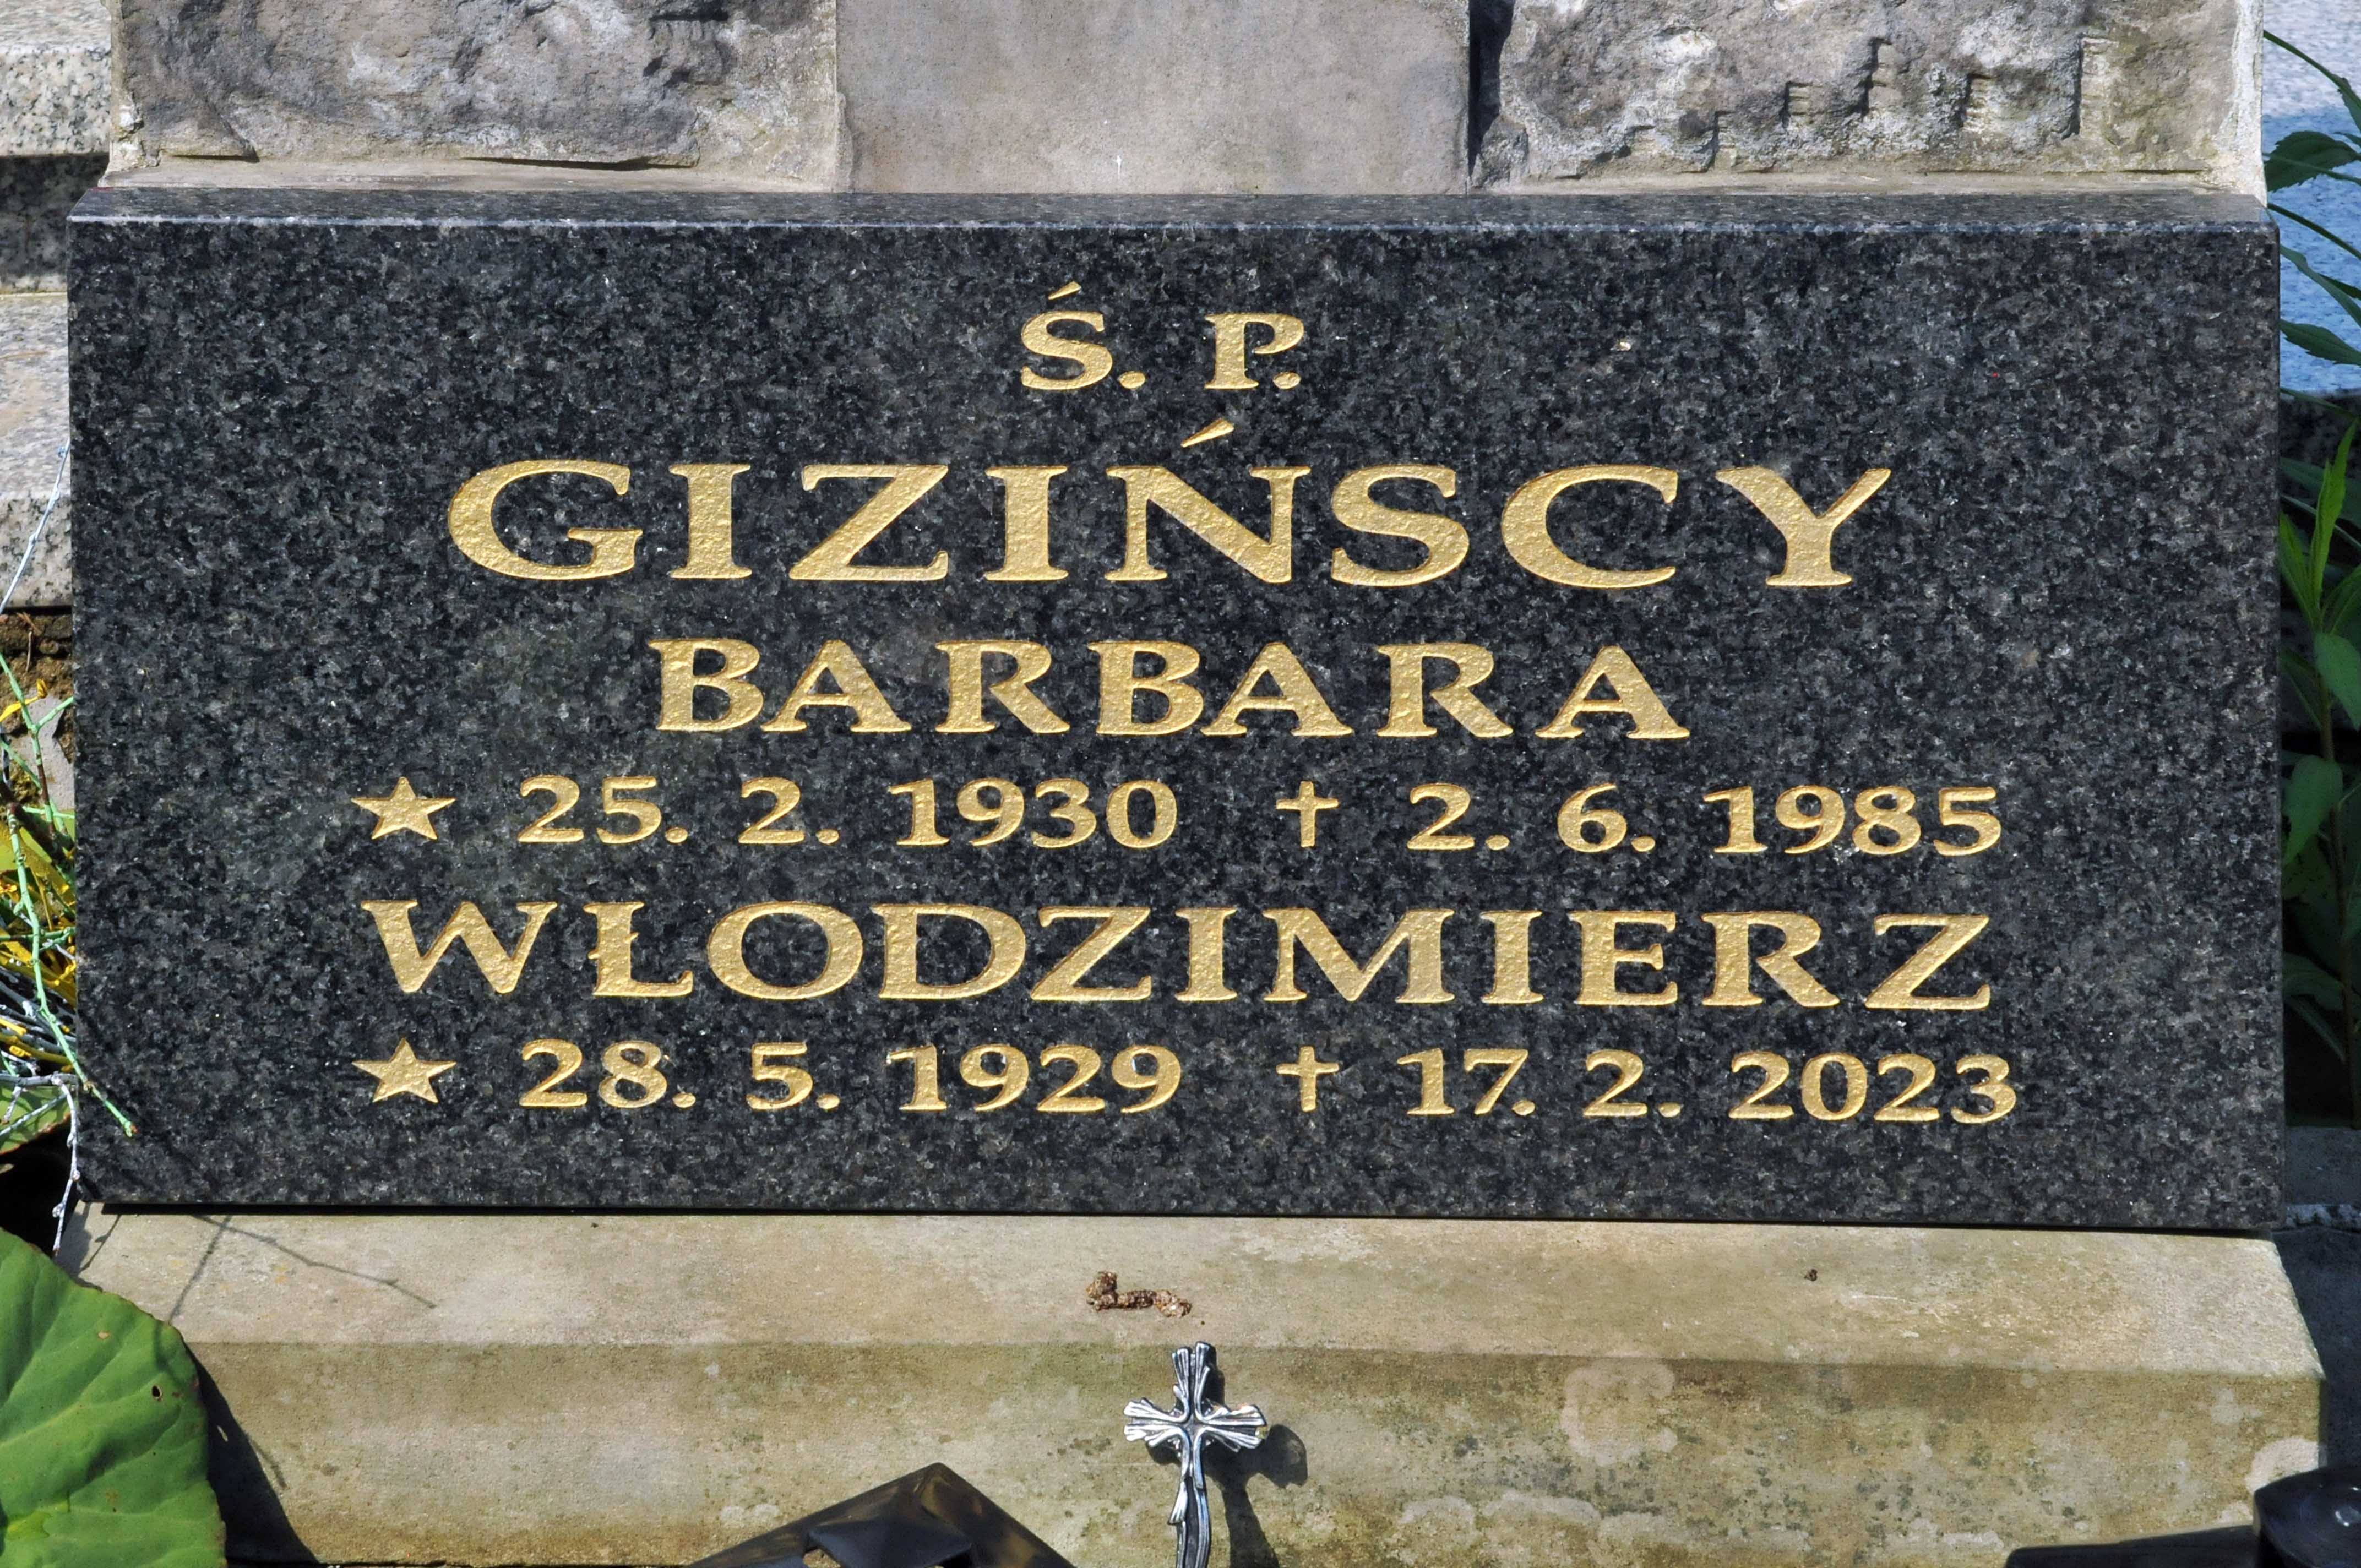 Ś. P.
GIZIŃSCY
BARBARA
★ 25. 2. 1930 ✝ 2. 6. 1985
WŁODZIMIERZ
★ 28. 5. 1929 ✝ 17. 2. 2023